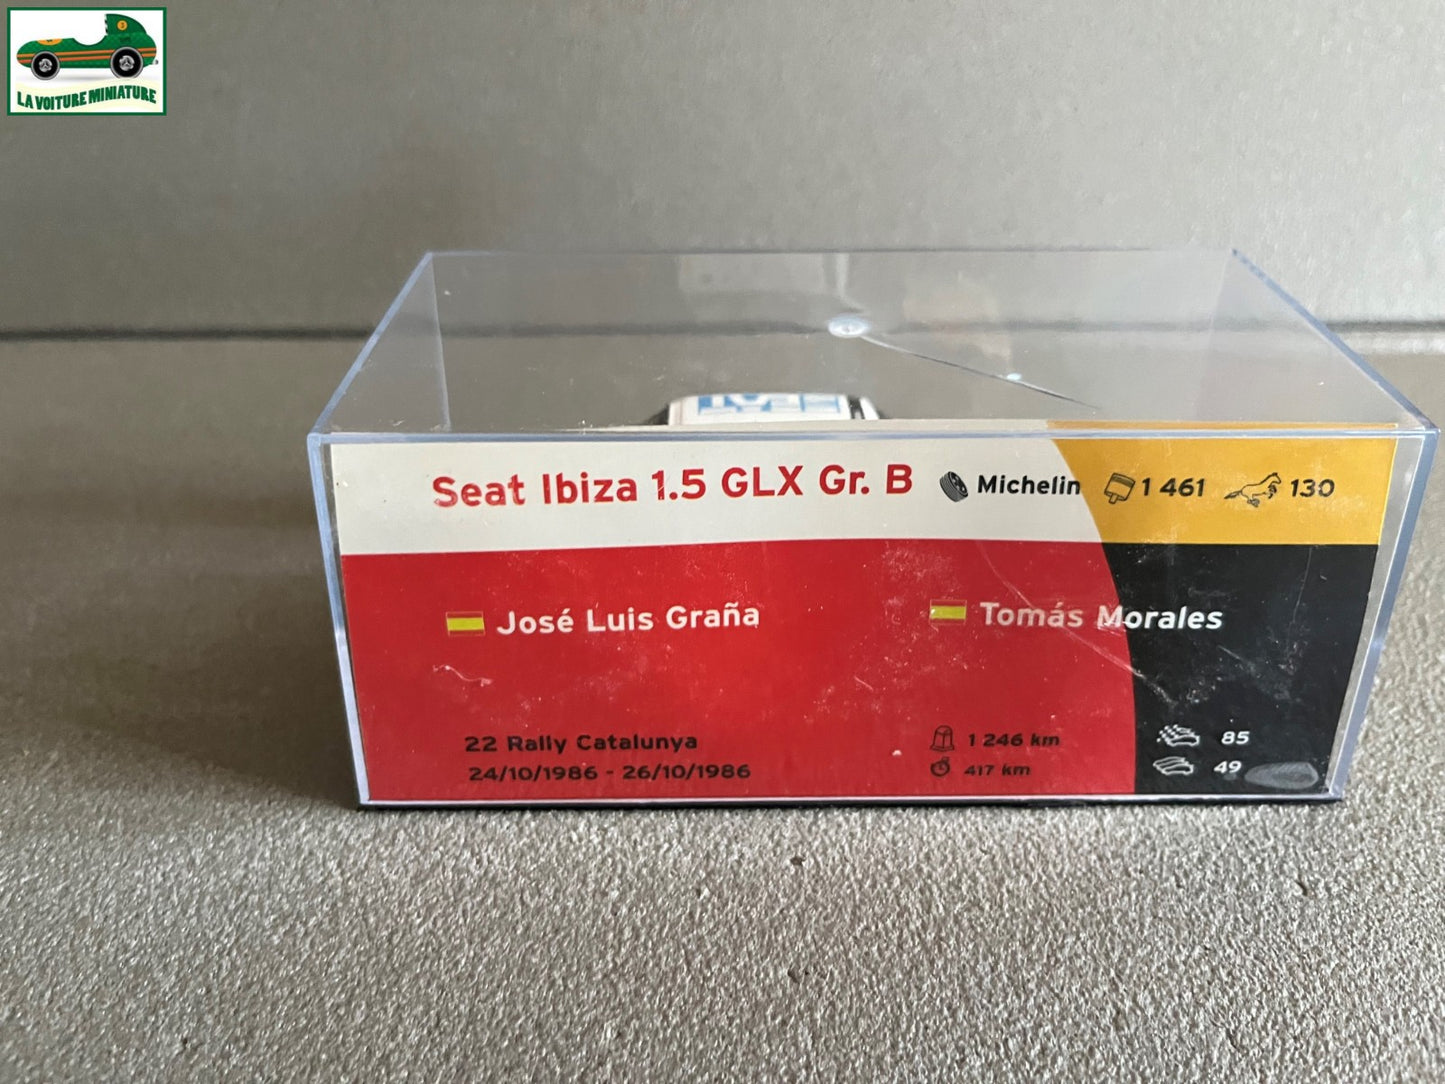 3
LA VOITURE MINIATURE
Seat Ibiza 1.5 GLX Gr. B Michelin 1 461 130
José Luis Graña Tomás Morales
22 Rally Catalunya 1 246 km 85
24/10/1986 - 26/10/1986 417 km 49